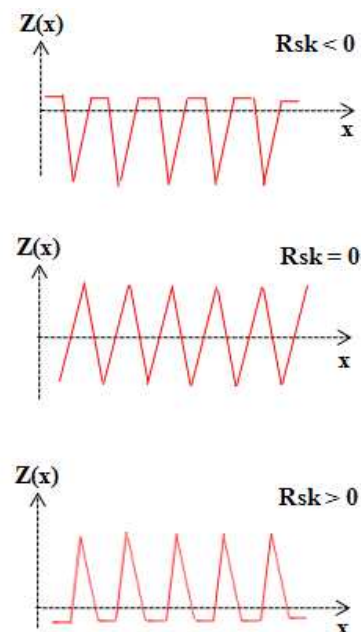 Z(x)
Rsk < 0
x
Z(x)
Rsk = 0
x
Z(x)
Rsk > 0
x